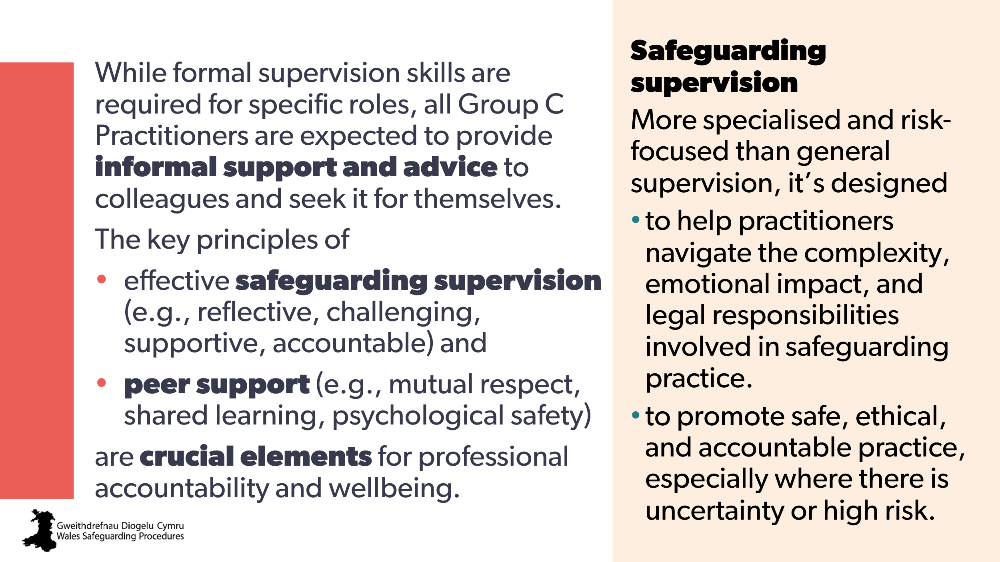 While formal supervision skills are
required for specific roles, all Group C
Practitioners are expected to provide
informal support and advice to
colleagues and seek it for themselves.
The key principles of
• effective safeguarding supervision
(e.g., reflective, challenging,
supportive, accountable) and
• peer support (e.g., mutual respect,
shared learning, psychological safety)
are crucial elements for professional
accountability and wellbeing.
Safeguarding
supervision
More specialised and risk-
focused than general
supervision, it’s designed
• to help practitioners
navigate the complexity,
emotional impact, and
legal responsibilities
involved in safeguarding
practice.
• to promote safe, ethical,
and accountable practice,
especially where there is
uncertainty or high risk.
Gweithdrefnau Diogelu Cymru
Wales Safeguarding Procedures